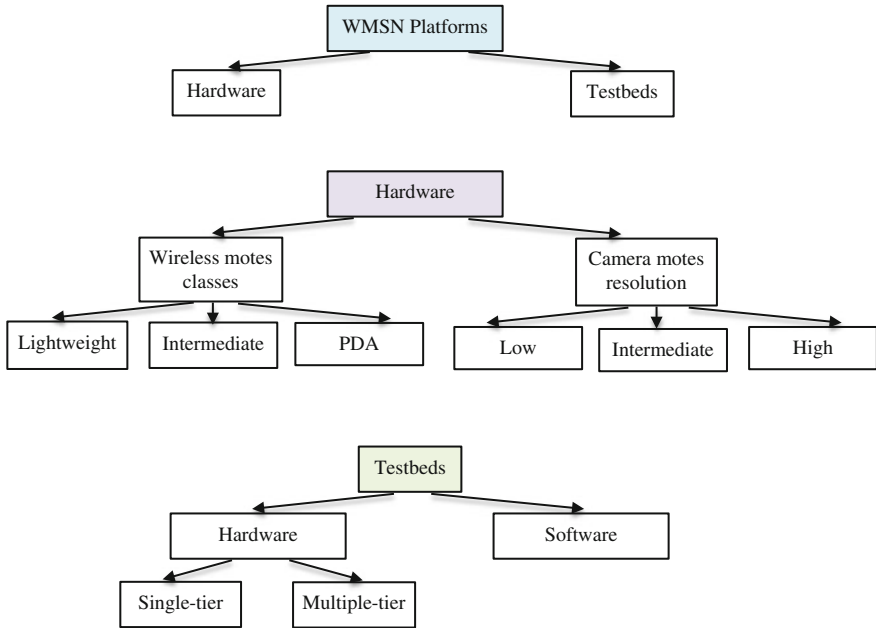 WMSN Platforms
Hardware
Testbeds
Hardware
Wireless motes
classes
Camera motes
resolution
Lightweight
Intermediate
PDA
Low
Intermediate
High
Testbeds
Hardware
Software
Single-tier
Multiple-tier